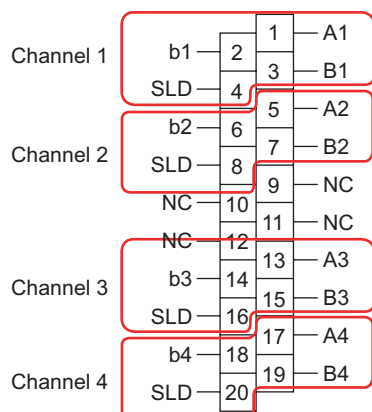 1 A1
b1 2
Channel 1 3 B1
SLD 4
5 A2
b2 6
Channel 2 7 B2
SLD 8
9 NC
NC 10
11 NC
NC 12
13 A3
b3 14
Channel 3 15 B3
SLD 16
17 A4
b4 18
Channel 4 19 B4
SLD 20